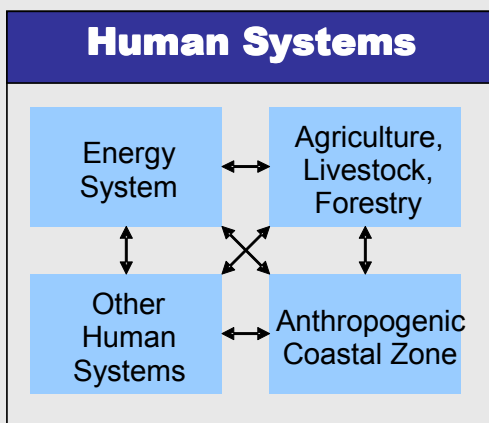 Human Systems
Energy
System
Agriculture,
Livestock,
Forestry
Other
Human
Systems
Anthropogenic
Coastal Zone